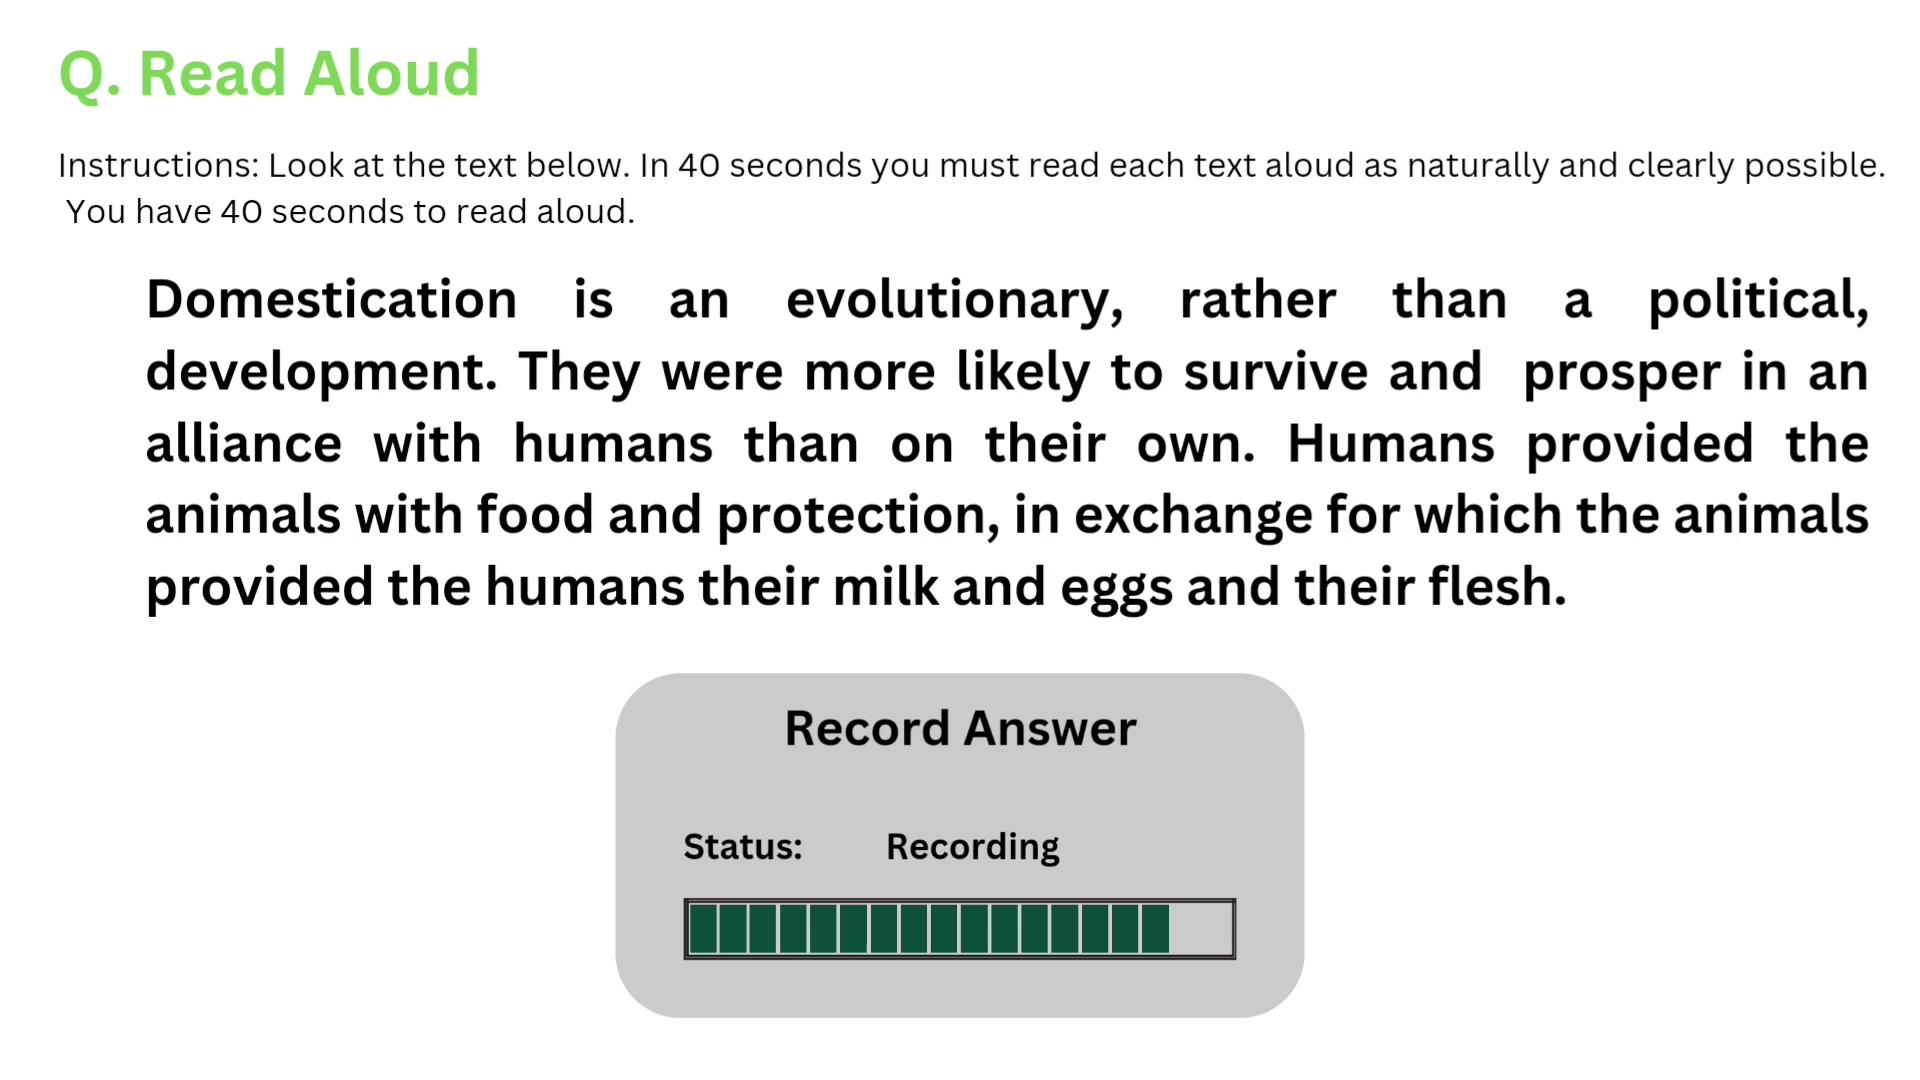 Q. Read Aloud
Instructions: Look at the text below. In 40 seconds you must read each text aloud as naturally and clearly possible.
You have 40 seconds to read aloud.
Domestication is an evolutionary, rather than a political,
development. They were more likely to survive and prosper in an
alliance with humans than on their own. Humans provided the
animals with food and protection, in exchange for which the animals
provided the humans their milk and eggs and their flesh.
Record Answer
Status: Recording